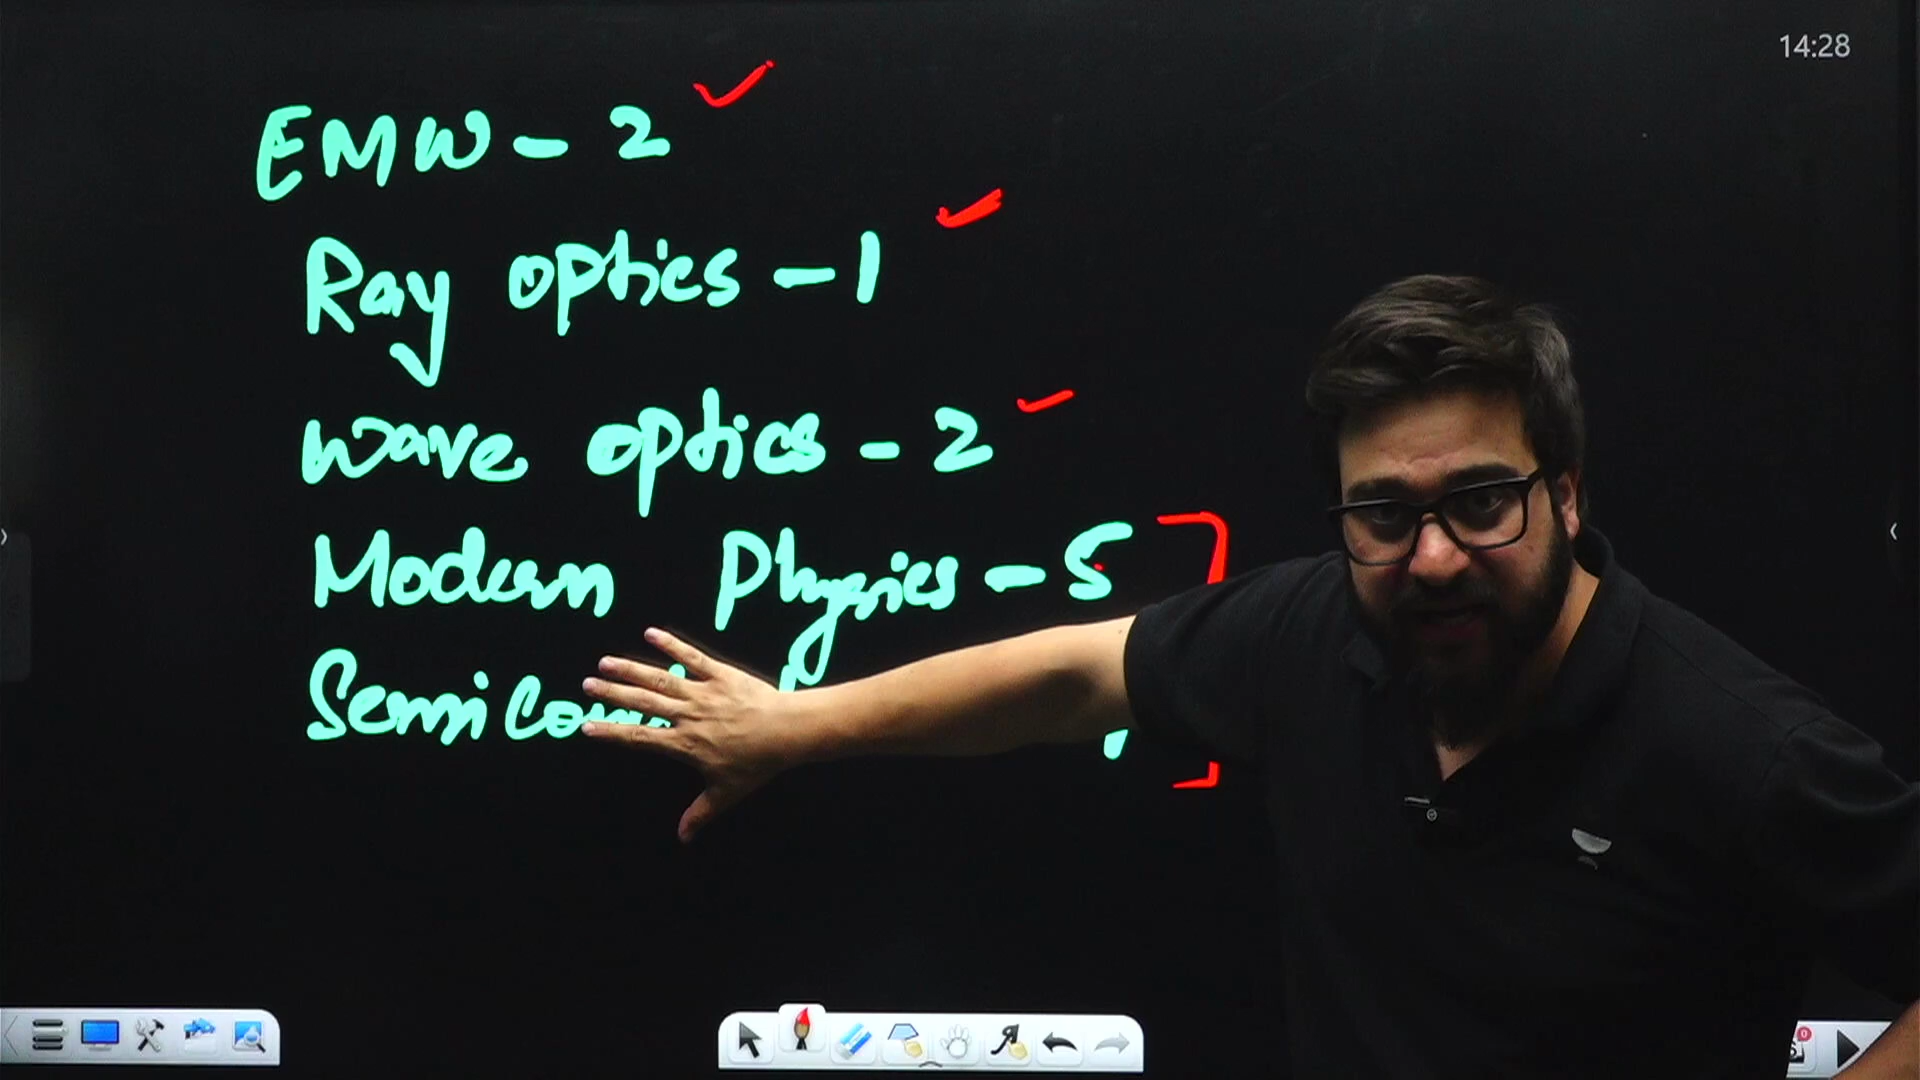 14:28
EMW - 2
Ray optics - 1
Wave optics - 2
Modern Physics - 5